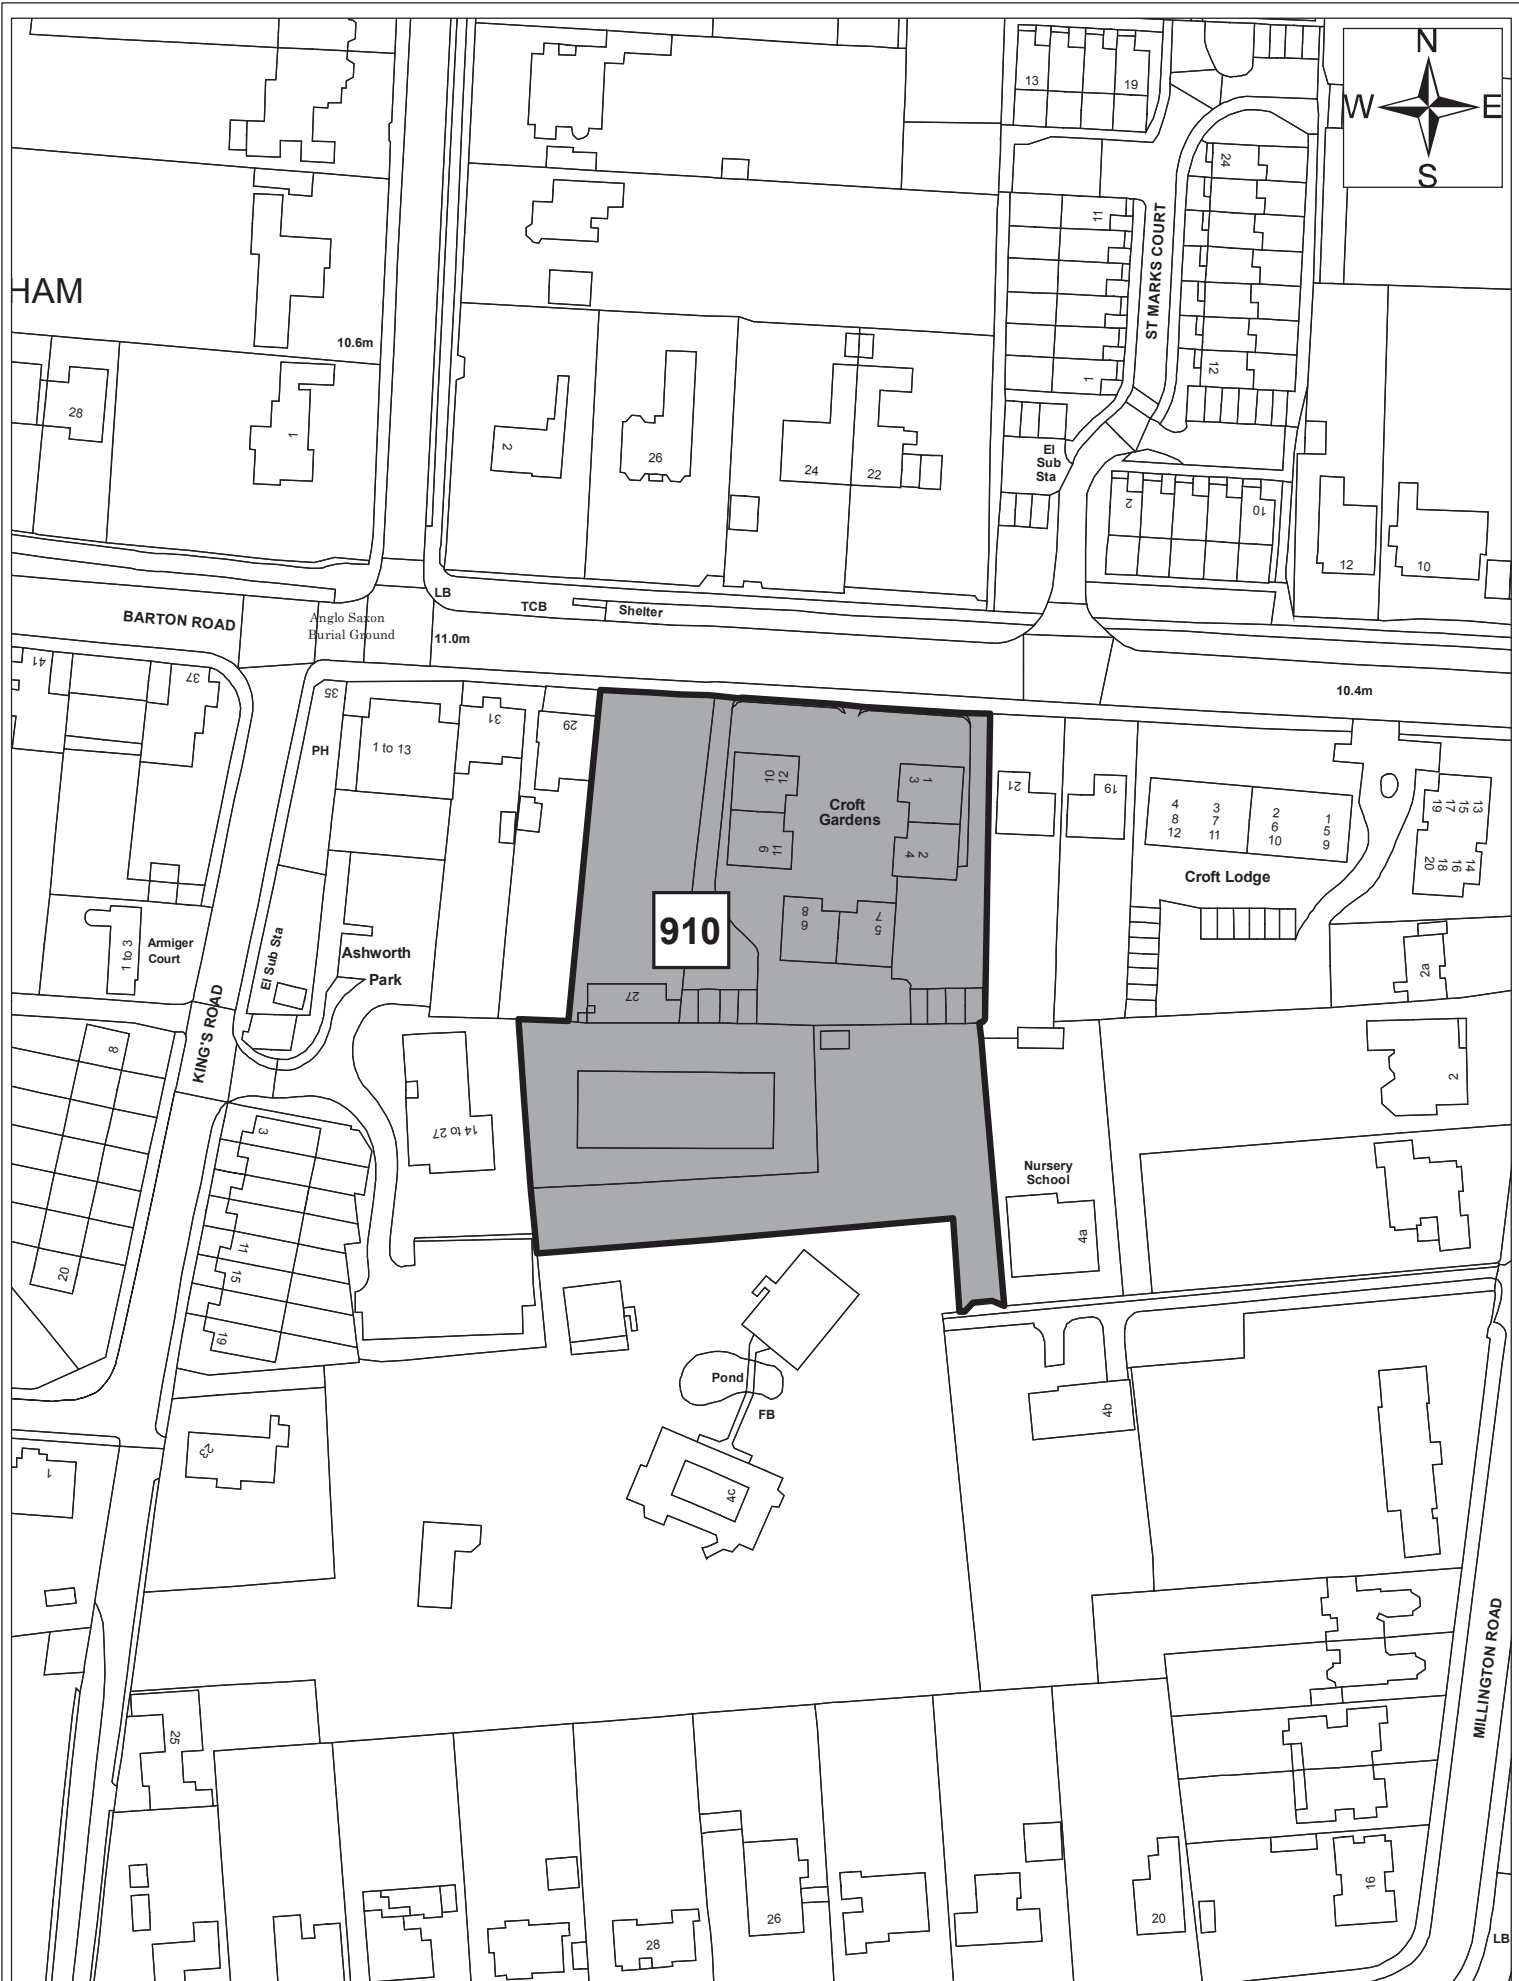 N
W E
S
13
19
24
11
ST MARKS COURT
HAM
10.6m
28
1
2
26
24
22
1
12
El
Sub
Sta
2
10
12
10
LB
TCB
Shelter
BARTON ROAD
Anglo Saxon
Burial Ground
11.0m
10.4m
41
37
35
PH
1 to 13
31
29
10
12
9
11
Croft
Gardens
1
3
2
4
8
6
7
5
910
27
21
19
4
8
12
3
7
11
2
6
10
1
5
9
Croft Lodge
13
15
17
19
14
16
18
20
1 to 3
Armiger
Court
El Sub Sta
Ashworth
Park
KING'S ROAD
2a
8
20
3
11
15
19
14 to 27
2
Nursery
School
4a
4b
Pond
FB
4c
23
1
25
MILLINGTON ROAD
26
28
20
16
LB